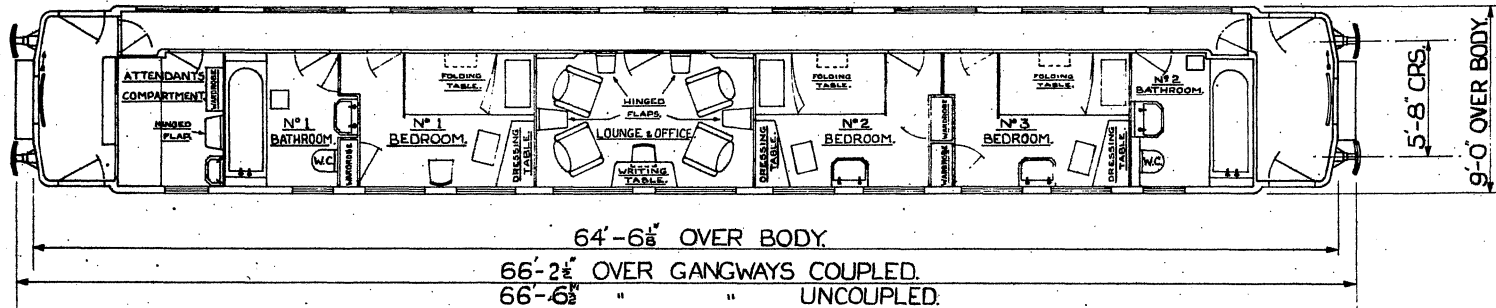 ATTENDANTS
COMPARTMENT.
WARDROBE
HINGED
FLAP.
Nº 1
BATHROOM.
W.C.
WARDROBE
Nº 1
BEDROOM.
FOLDING
TABLE.
DRESSING
TABLE.
HINGED
FLAPS.
LOUNGE & OFFICE
WRITING
TABLE.
FOLDING
TABLE.
DRESSING
TABLE.
Nº 2
BEDROOM.
WARDROBE
WARDROBE
Nº 3
BEDROOM.
FOLDING
TABLE.
DRESSING
TABLE.
Nº 2
BATHROOM.
W.C.
5'-8" CRS.
9'-0" OVER BODY.
64'-6⅛" OVER BODY.
66'-2½" OVER GANGWAYS COUPLED.
66'-6½" " " UNCOUPLED.